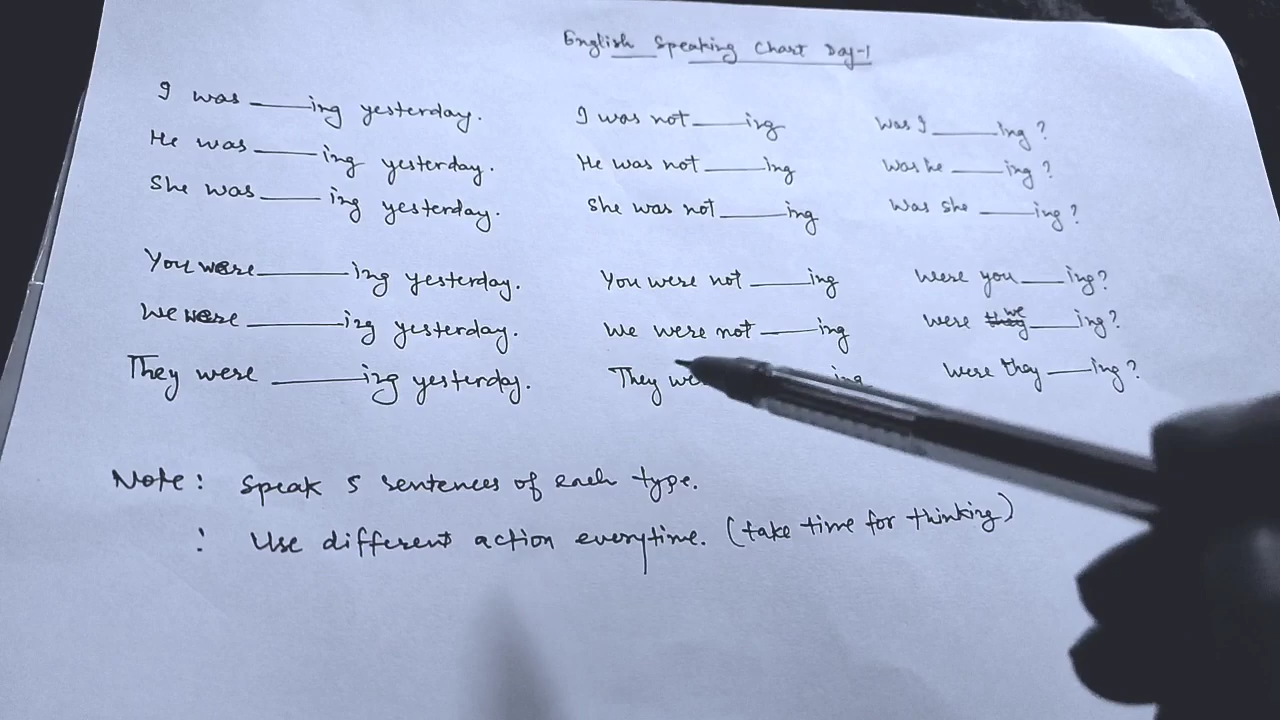 English Speaking Chart Day-1
I was ____ing yesterday. I was not ____ing Was I ____ing?
He was ____ing yesterday. He was not ____ing Was he ____ing?
She was ____ing yesterday. She was not ____ing Was she ____ing?
You were ____ing yesterday. You were not ____ing Were you ____ing?
We were ____ing yesterday. We were not ____ing Were we ____ing?
They were ____ing yesterday. They ing Were they ____ing?
Note: Speak 5 sentences of each type.
: Use different action everytime. (take time for thinking)